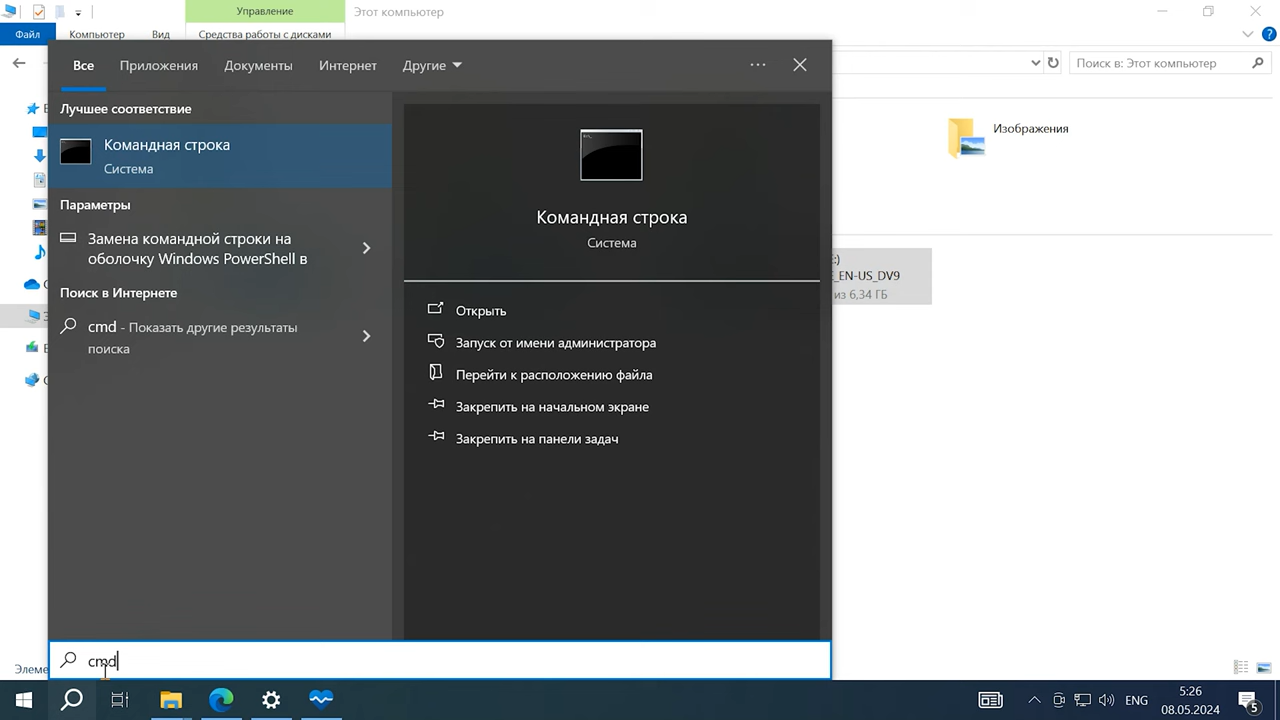 Управление
Этот компьютер
Файл
Компьютер
Вид
Средства работы с дисками
Поиск в: Этот компьютер
Все
Приложения
Документы
Интернет
Другие
Лучшее соответствие
Командная строка
Система
Параметры
Замена командной строки на
оболочку Windows PowerShell в
Поиск в Интернете
cmd - Показать другие результаты
поиска
Командная строка
Система
Открыть
Запуск от имени администратора
Перейти к расположению файла
Закрепить на начальном экране
Закрепить на панели задач
Изображения
:)
_EN-US_DV9
из 6,34 ГБ
cmd
Элеме
ENG
5:26
08.05.2024
5